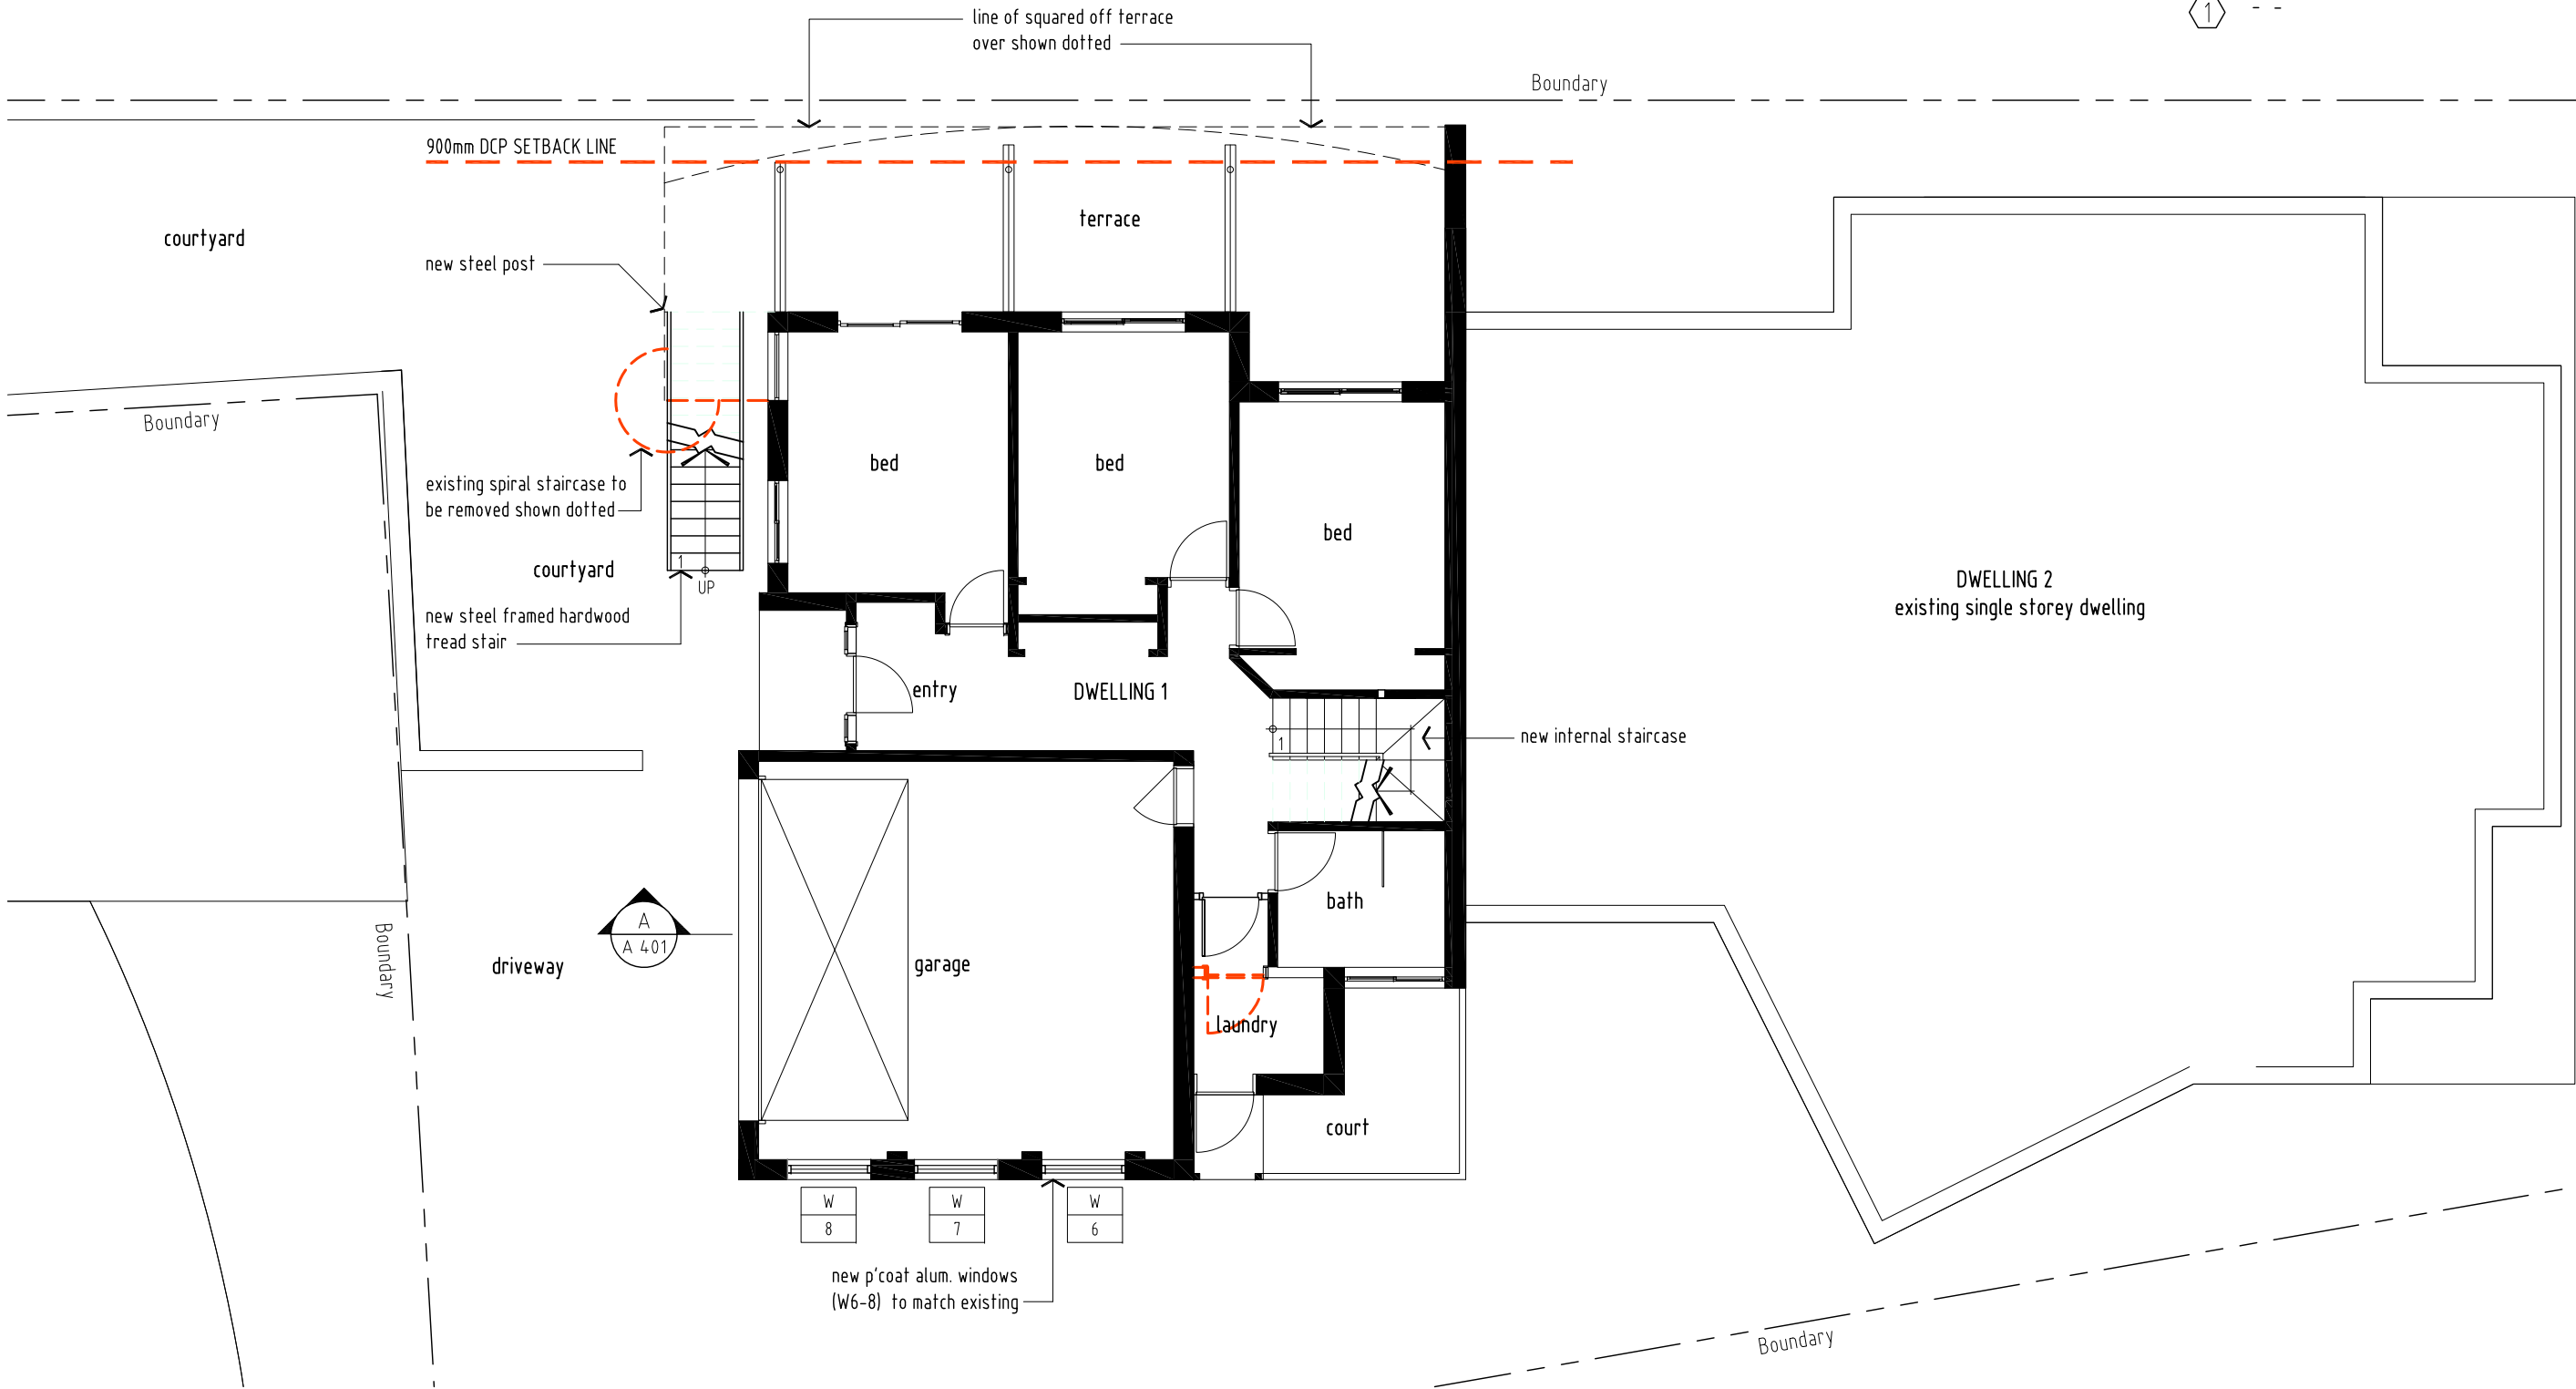 line of squared off terrace
over shown dotted
1 - -
Boundary
900mm DCP SETBACK LINE
terrace
courtyard
new steel post
Boundary
bed
bed
bed
existing spiral staircase to
be removed shown dotted
courtyard
1
UP
new steel framed hardwood
tread stair
DWELLING 2
existing single storey dwelling
entry
DWELLING 1
new internal staircase
1
bath
A
A 401
driveway
Boundary
garage
laundry
court
W
8
W
7
W
6
new p'coat alum. windows
(W6-8) to match existing
Boundary